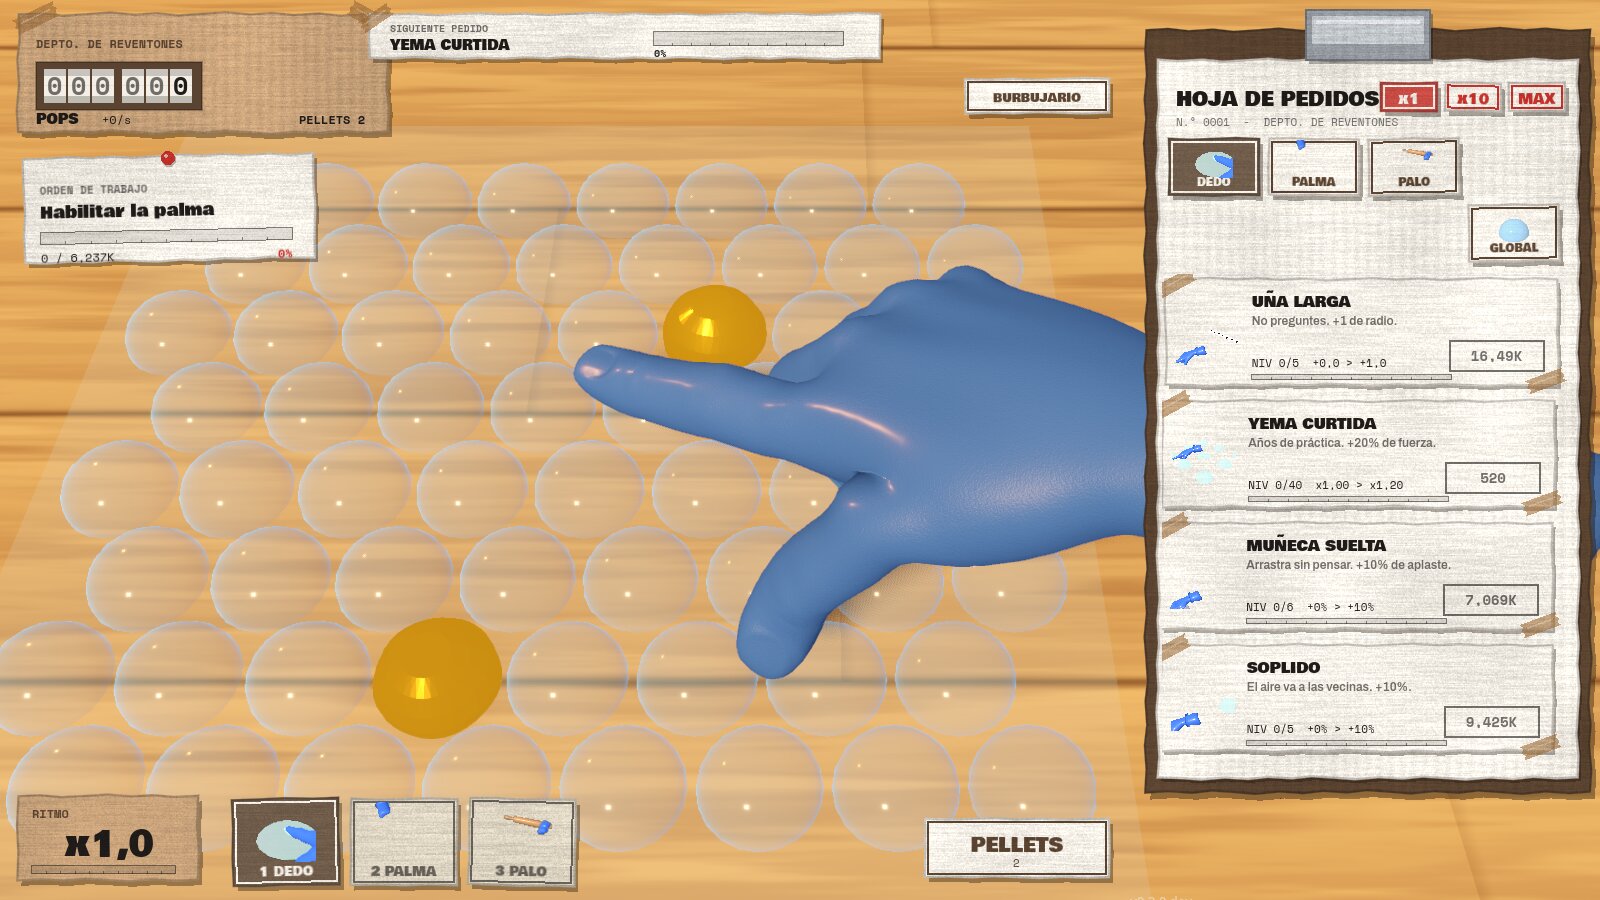 DEPTO. DE REVENTONES
000000
POPS +0/s PELLETS 2
SIGUIENTE PEDIDO
YEMA CURTIDA
0%
BURBUJARIO
ORDEN DE TRABAJO
Habilitar la palma
0 / 6,237K 0%
HOJA DE PEDIDOS x1 x10 MAX
N.º 0001 - DEPTO. DE REVENTONES
DEDO PALMA PALO
GLOBAL
UÑA LARGA
No preguntes. +1 de radio.
NIV 0/5 +0,0 > +1,0 16,49K
YEMA CURTIDA
Años de práctica. +20% de fuerza.
NIV 0/40 x1,00 > x1,20 520
MUÑECA SUELTA
Arrastra sin pensar. +10% de aplaste.
NIV 0/6 +0% > +10% 7,069K
SOPLIDO
El aire va a las vecinas. +10%.
NIV 0/5 +0% > +10% 9,425K
RITMO
x1,0
1 DEDO 2 PALMA 3 PALO
PELLETS
2